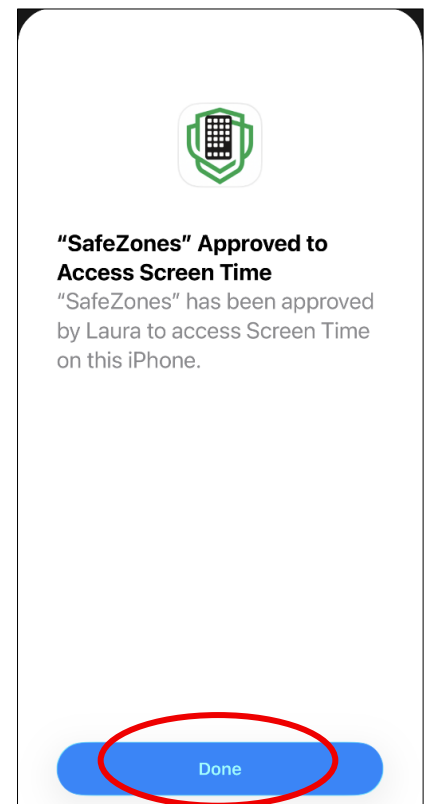 “SafeZones” Approved to
Access Screen Time
“SafeZones” has been approved
by Laura to access Screen Time
on this iPhone.
Done